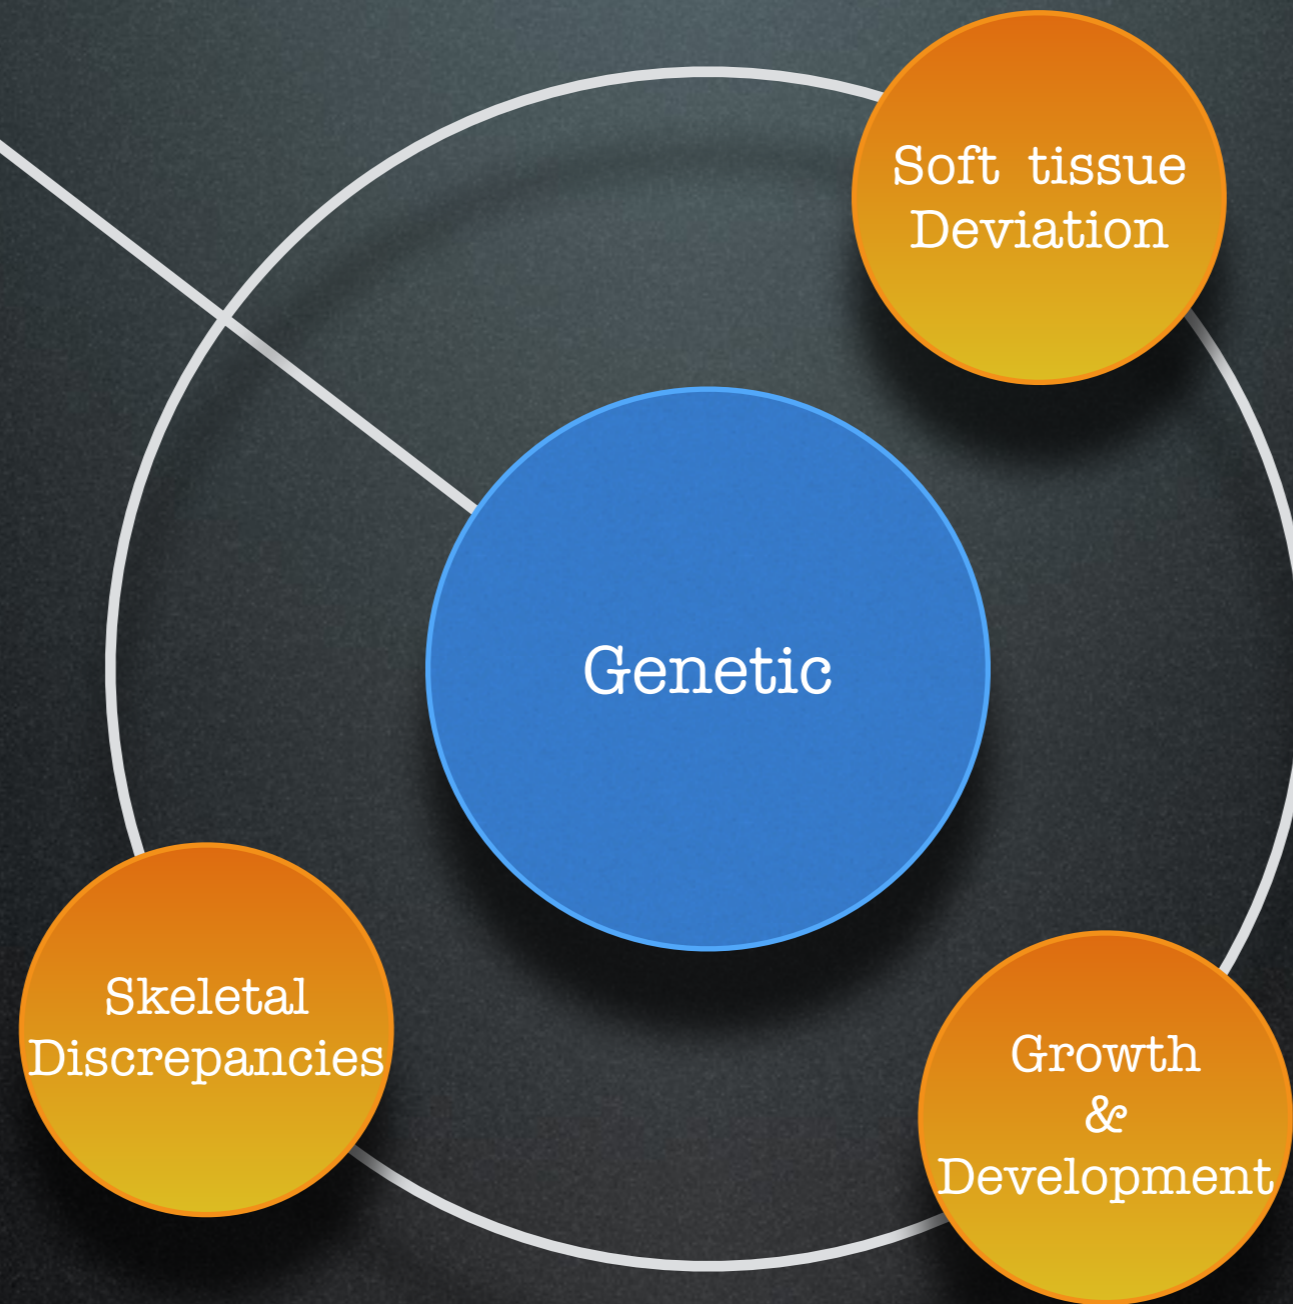 Soft tissue
Deviation
Genetic
Skeletal
Discrepancies
Growth
&
Development